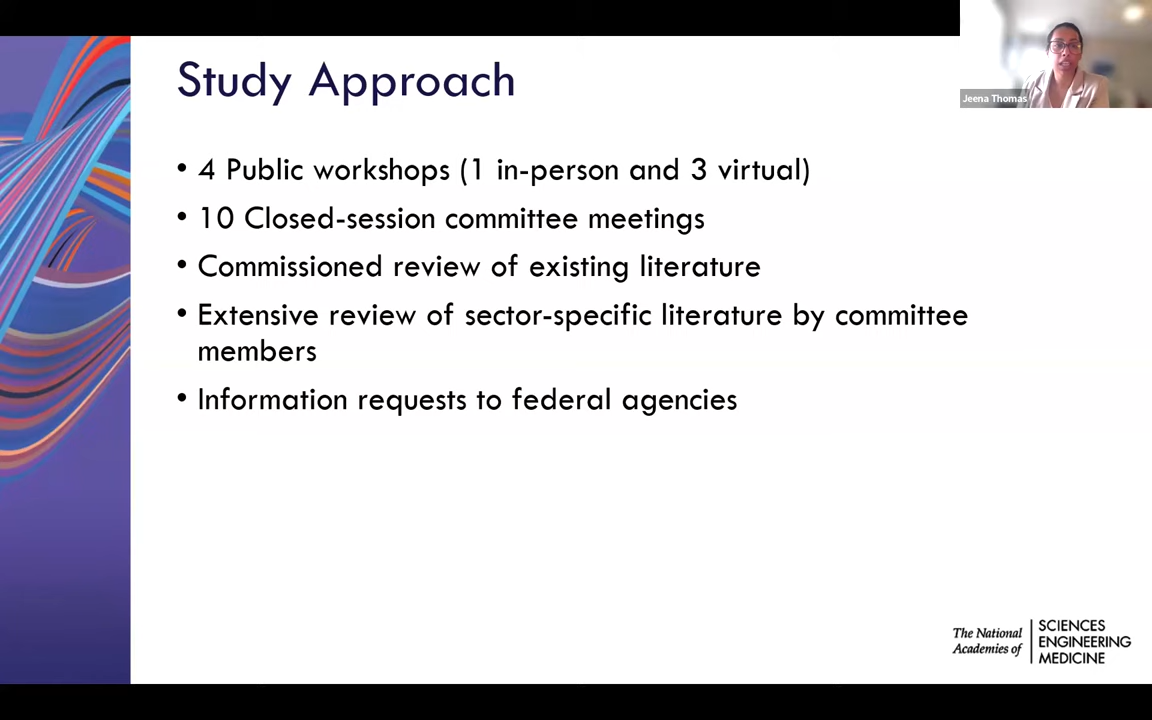 Study Approach
Jeena Thomas
• 4 Public workshops (1 in-person and 3 virtual)
• 10 Closed-session committee meetings
• Commissioned review of existing literature
• Extensive review of sector-specific literature by committee
members
• Information requests to federal agencies
The National
Academies of
SCIENCES
ENGINEERING
MEDICINE